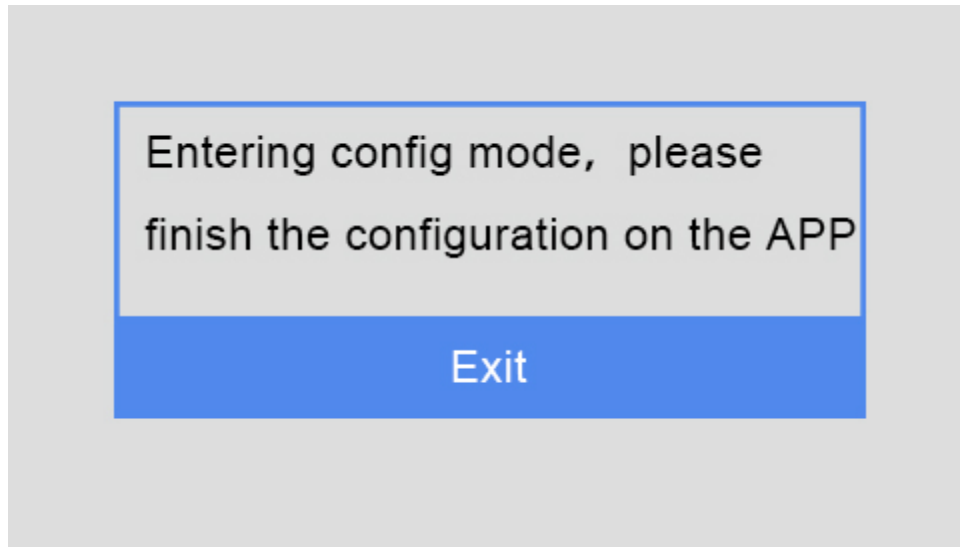 Entering config mode， please
finish the configuration on the APP
Exit